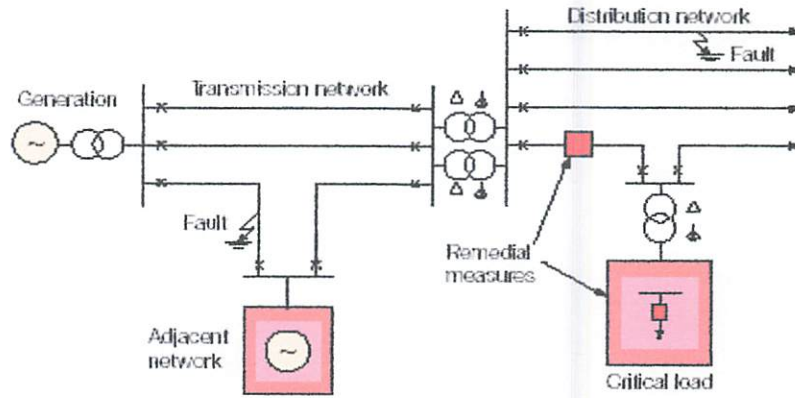 Distribution network
Fault
Transmission network
Generation
Δ
Δ
Fault
Δ
Remedial
measures
Adjacent
network
Critical load
~
~